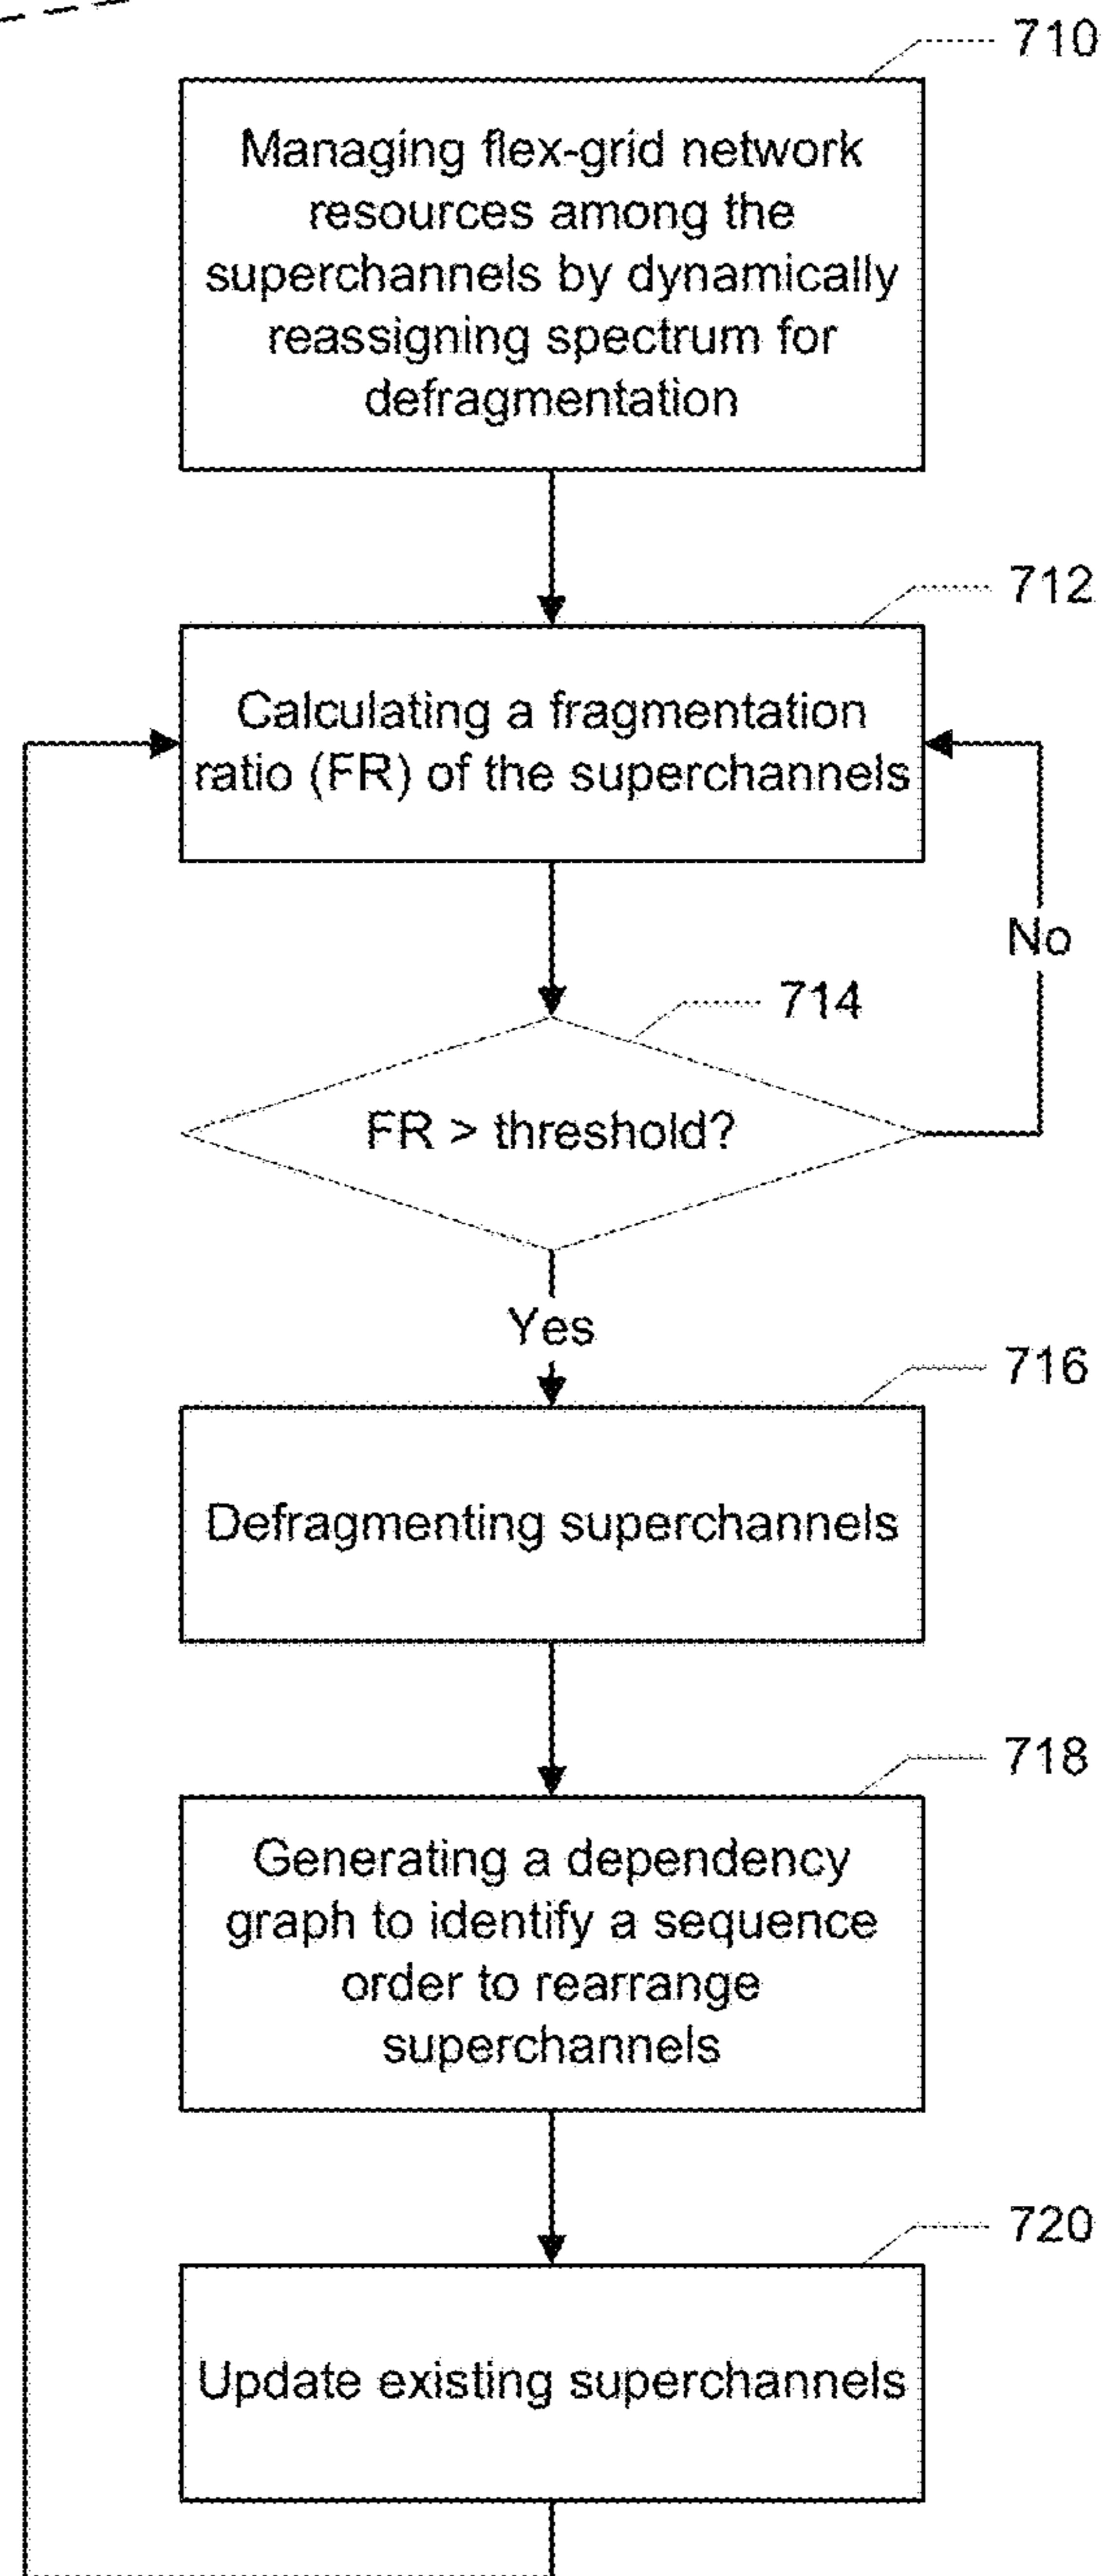 710
Managing flex-grid network
resources among the
superchannels by dynamically
reassigning spectrum for
defragmentation
712
Calculating a fragmentation
ratio (FR) of the superchannels
No
714
FR > threshold?
Yes
716
Defragmenting superchannels
718
Generating a dependency
graph to identify a sequence
order to rearrange
superchannels
720
Update existing superchannels